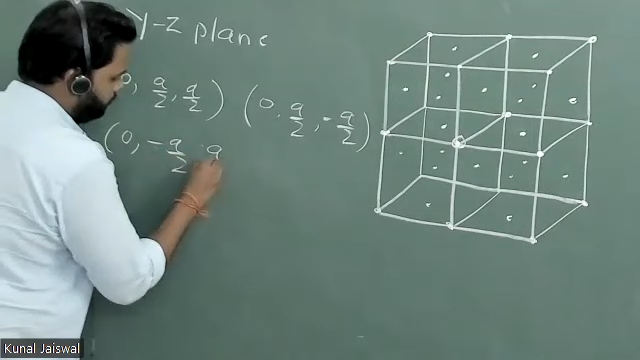 Y-Z plane
0, a/2, a/2) (0, a/2, -a/2)
(0, -a/2, a
Kunal Jaiswal